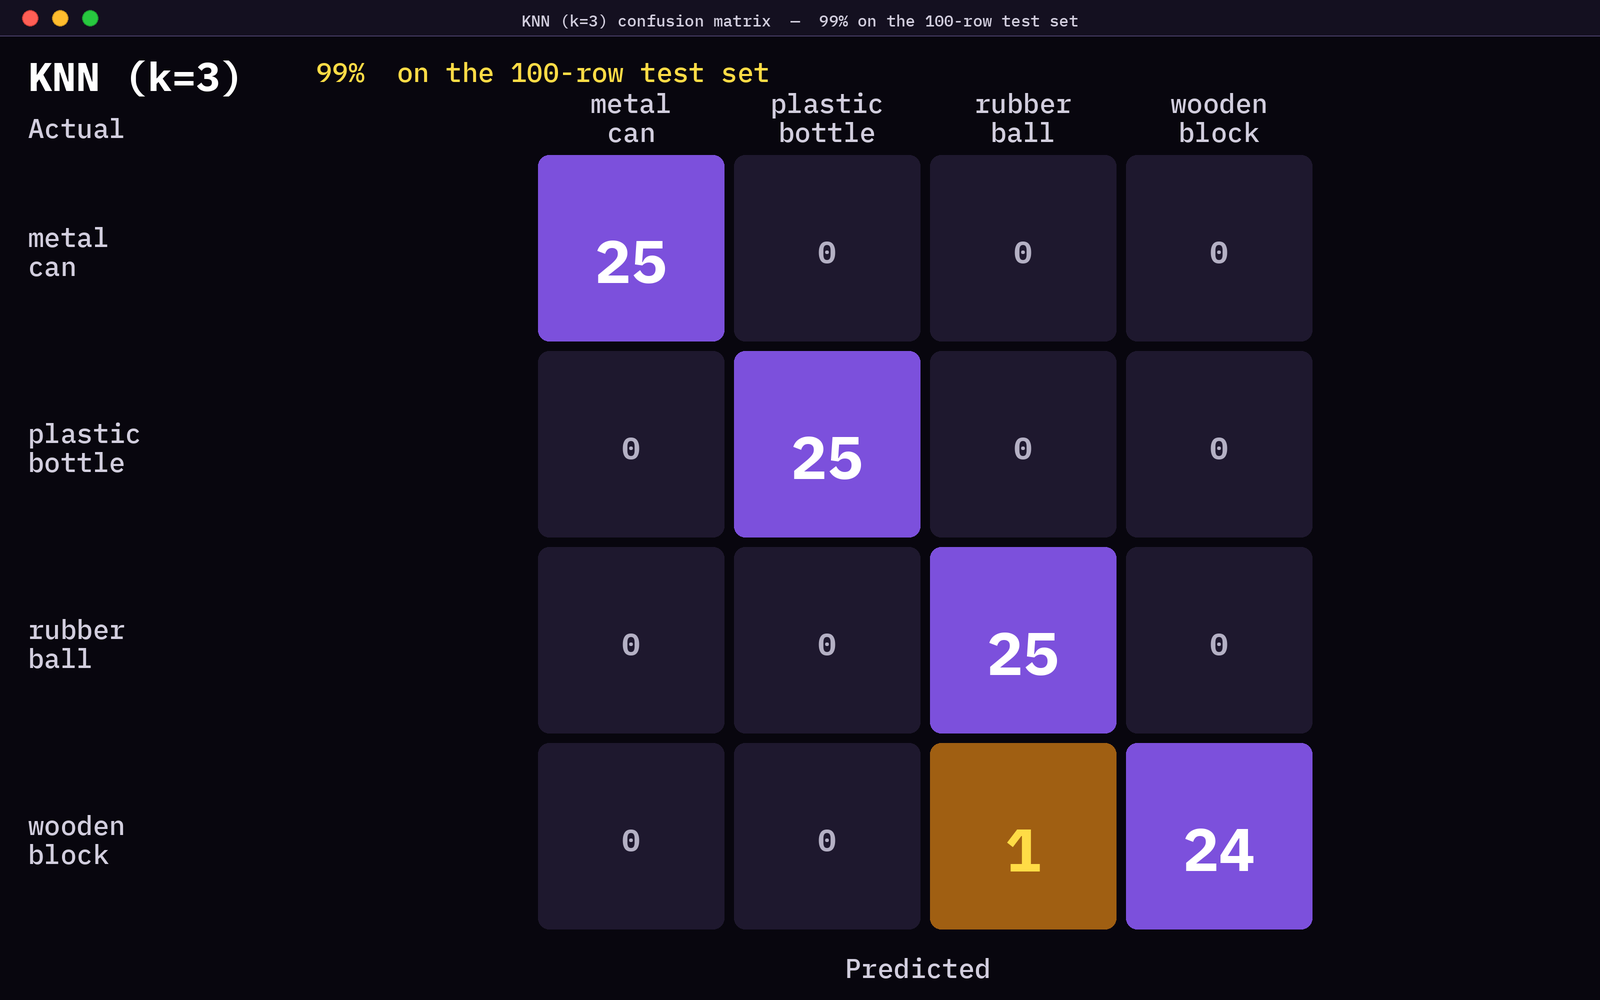 KNN (k=3) confusion matrix — 99% on the 100-row test set
KNN (k=3) 99% on the 100-row test set
metal can
plastic bottle
rubber ball
wooden block
Actual
metal can
25 0 0 0
plastic bottle
0 25 0 0
rubber ball
0 0 25 0
wooden block
0 0 1 24
Predicted